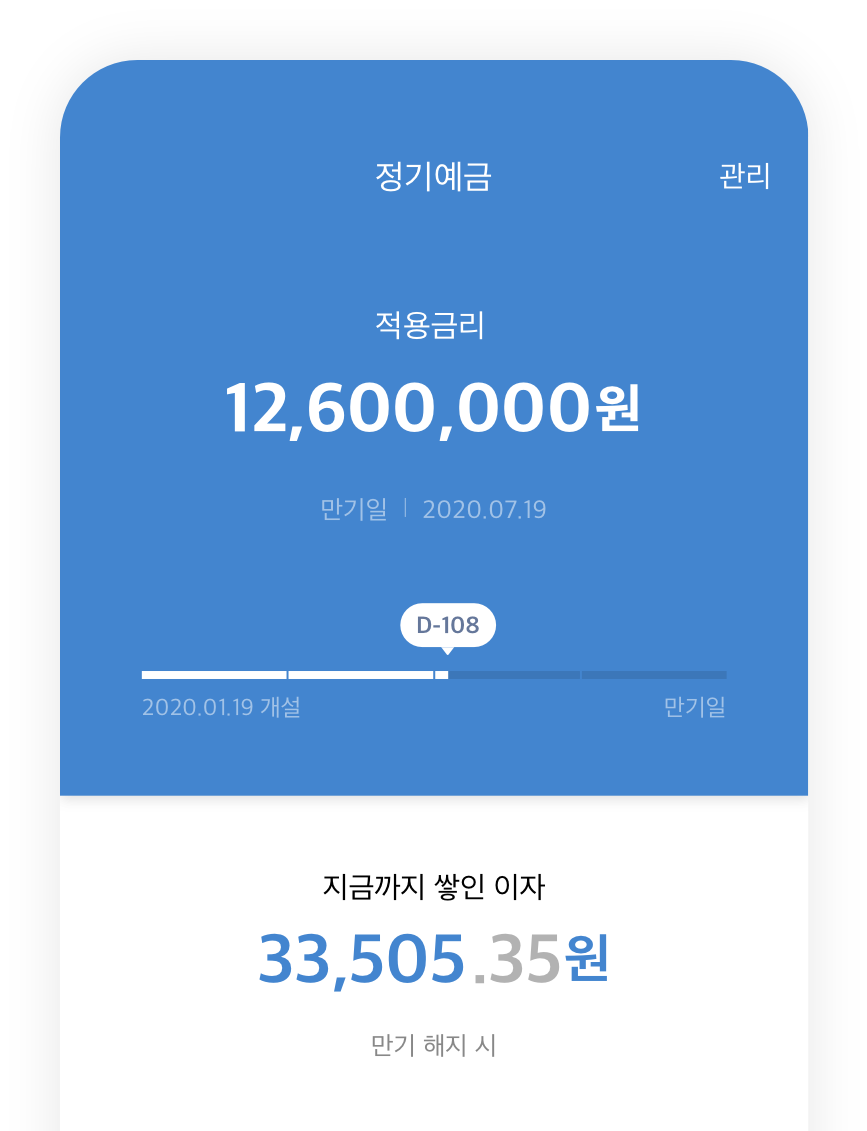 정기예금 관리
적용금리
12,600,000원
만기일 | 2020.07.19
D-108
2020.01.19 개설 만기일
지금까지 쌓인 이자
33,505.35원
만기 해지 시